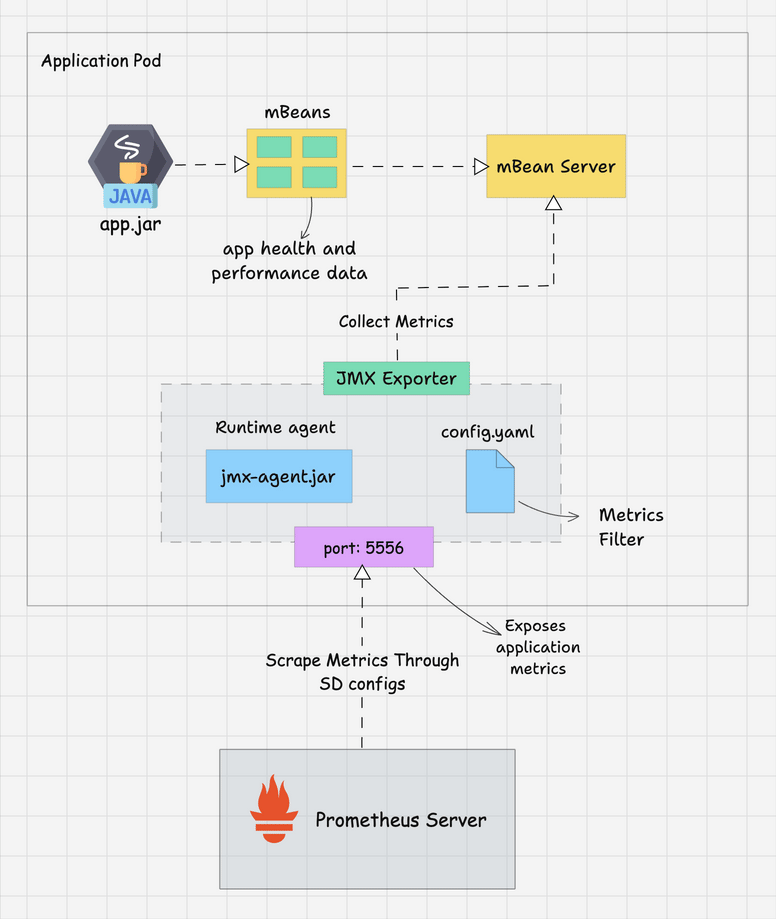 Application Pod
mBeans
mBean Server
JAVA
app.jar
app health and
performance data
Collect Metrics
JMX Exporter
Runtime agent
config.yaml
jmx-agent.jar
Metrics
Filter
port: 5556
Exposes
application
metrics
Scrape Metrics Through
SD configs
Prometheus Server